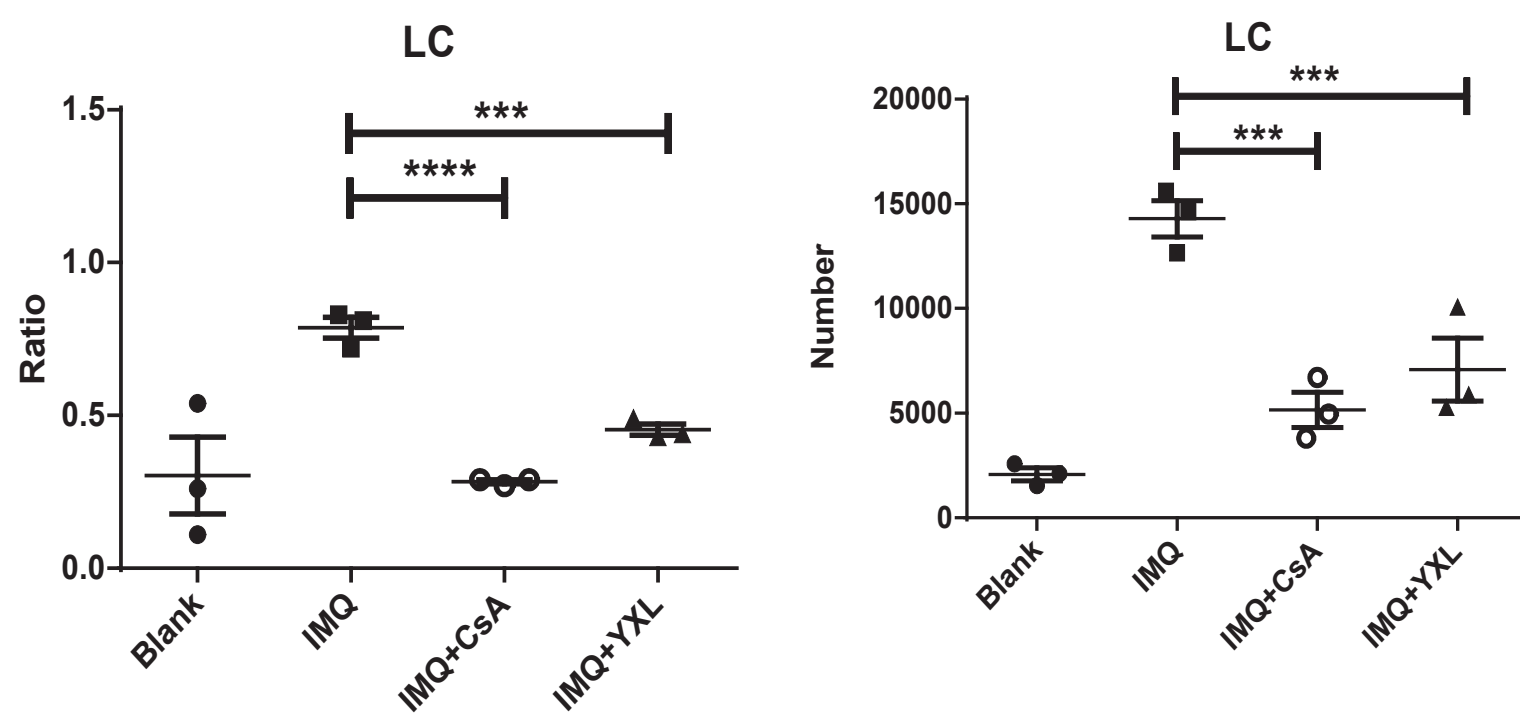 LC
***
****
1.5
1.0
0.5
0.0
Ratio
Blank
IMQ
IMQ+CsA
IMQ+YXL
LC
***
***
20000
15000
10000
5000
0
Number
Blank
IMQ
IMQ+CsA
IMQ+YXL